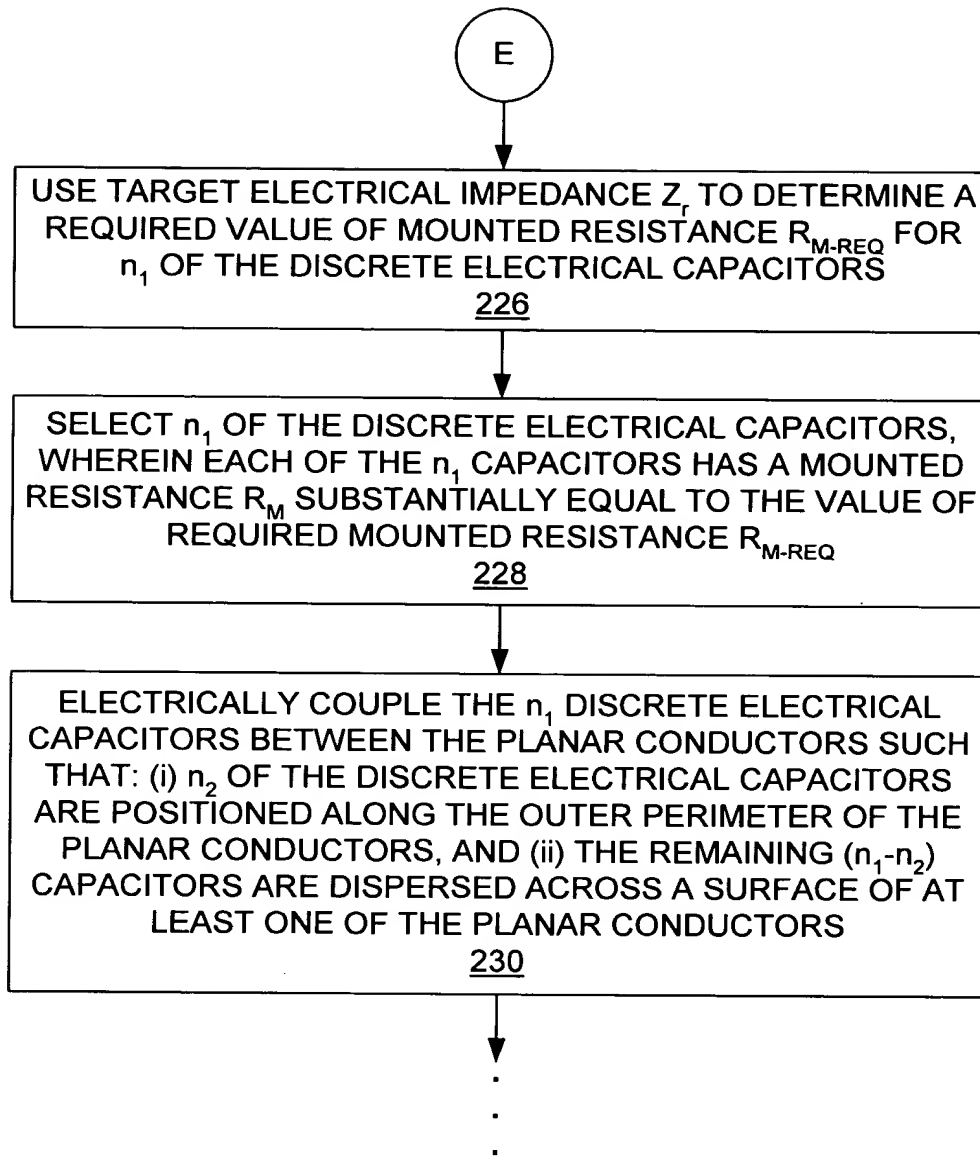 E
USE TARGET ELECTRICAL IMPEDANCE Zr TO DETERMINE A
REQUIRED VALUE OF MOUNTED RESISTANCE RM-REQ FOR
n1 OF THE DISCRETE ELECTRICAL CAPACITORS
226
SELECT n1 OF THE DISCRETE ELECTRICAL CAPACITORS,
WHEREIN EACH OF THE n1 CAPACITORS HAS A MOUNTED
RESISTANCE RM SUBSTANTIALLY EQUAL TO THE VALUE OF
REQUIRED MOUNTED RESISTANCE RM-REQ
228
ELECTRICALLY COUPLE THE n1 DISCRETE ELECTRICAL
CAPACITORS BETWEEN THE PLANAR CONDUCTORS SUCH
THAT: (i) n2 OF THE DISCRETE ELECTRICAL CAPACITORS
ARE POSITIONED ALONG THE OUTER PERIMETER OF THE
PLANAR CONDUCTORS, AND (ii) THE REMAINING (n1-n2)
CAPACITORS ARE DISPERSED ACROSS A SURFACE OF AT
LEAST ONE OF THE PLANAR CONDUCTORS
230